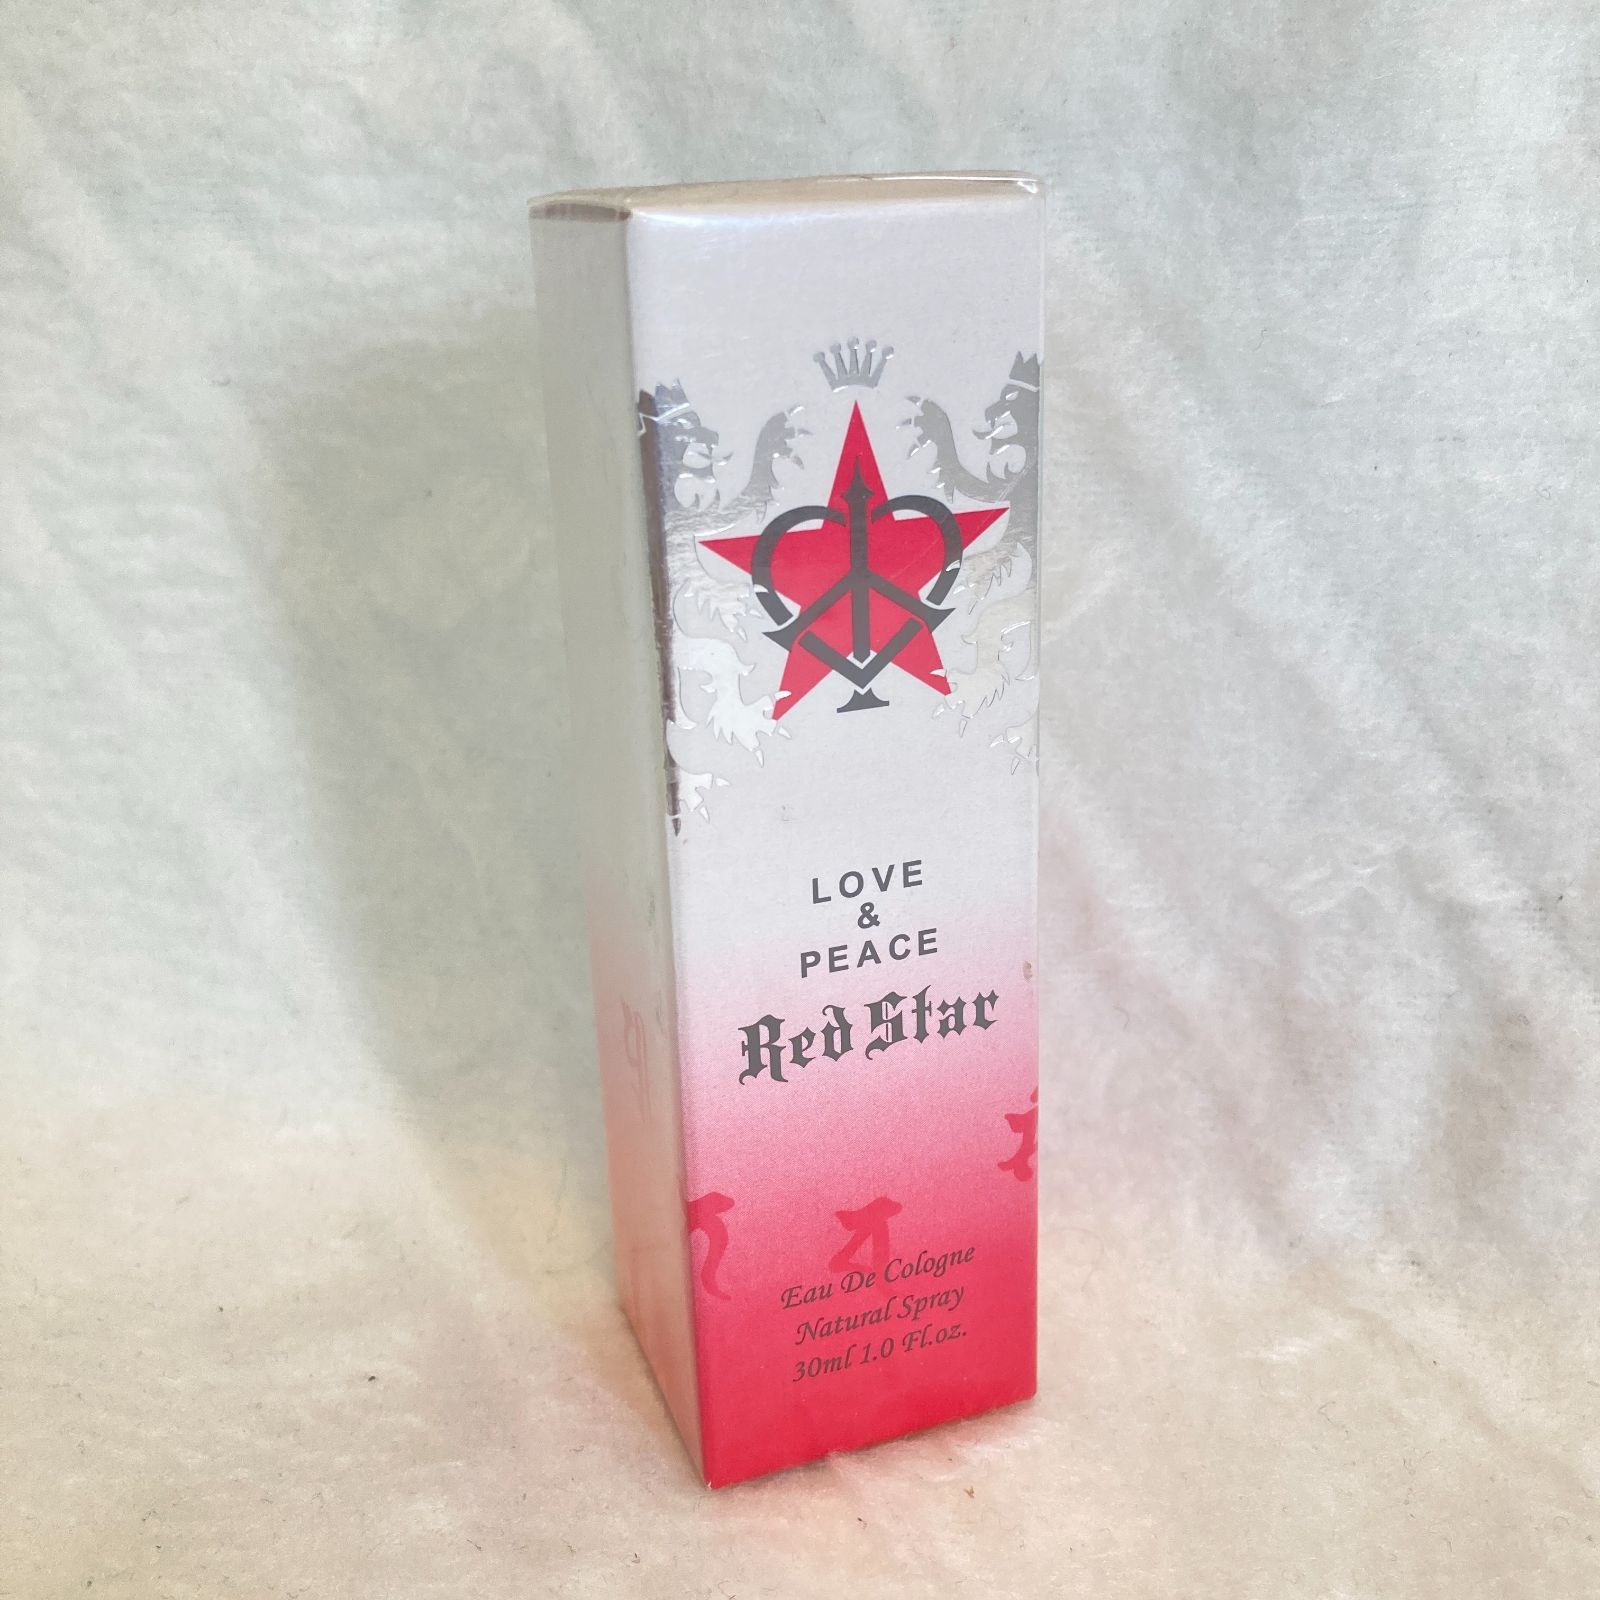 LOVE
&
PEACE
Red Star
Eau De Cologne
Natural Spray
30ml 1.0 Fl.oz.